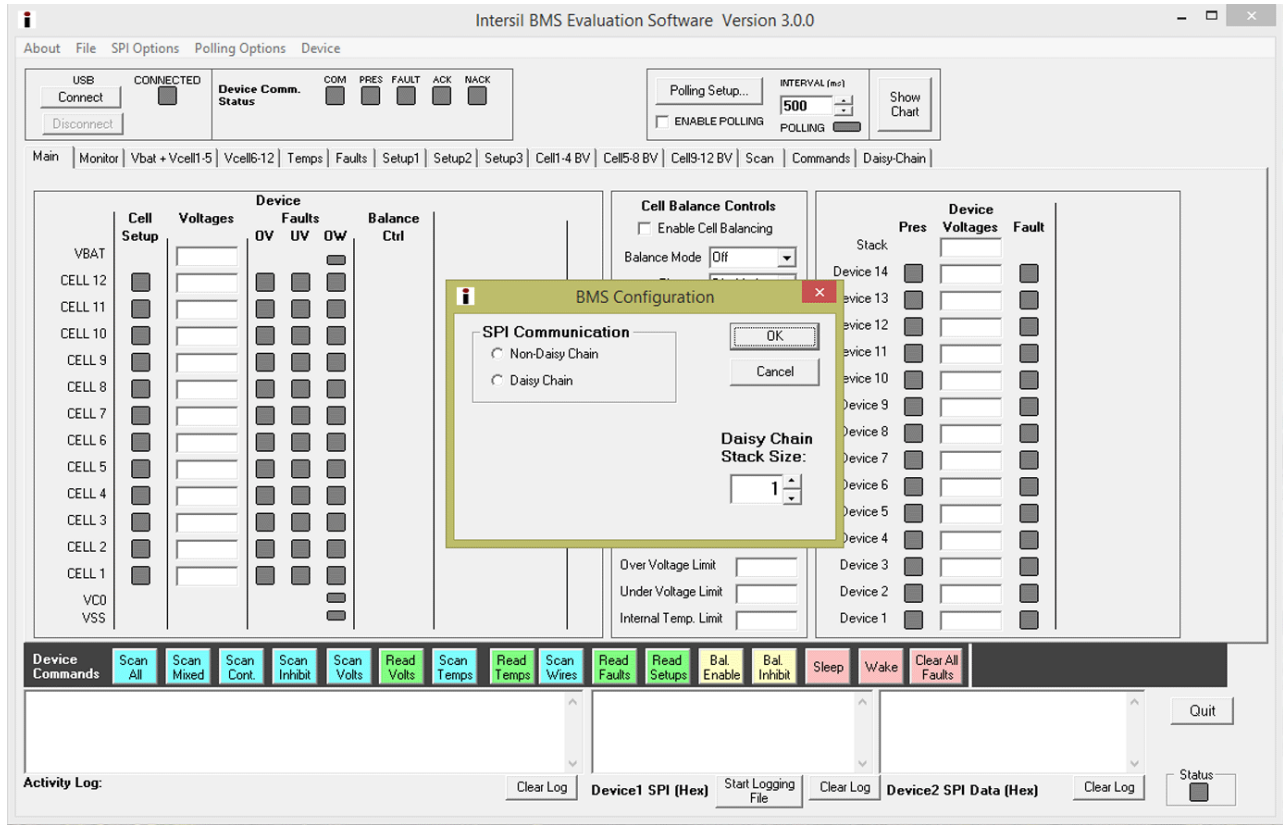 Intersil BMS Evaluation Software Version 3.0.0
About File SPI Options Polling Options Device
USB CONNECTED
Connect
Disconnect
Device Comm.
Status
COM PRES FAULT ACK NACK
Polling Setup...
ENABLE POLLING
INTERVAL (ms)
500
POLLING
Show
Chart
Main Monitor Vbat + Vcell1-5 Vcell6-12 Temps Faults Setup1 Setup2 Setup3 Cell1-4 BV Cell5-8 BV Cell9-12 BV Scan Commands Daisy-Chain
Cell
Setup
Voltages
Device
Faults
OV UV OW
Balance
Ctrl
VBAT
CELL 12
CELL 11
CELL 10
CELL 9
CELL 8
CELL 7
CELL 6
CELL 5
CELL 4
CELL 3
CELL 2
CELL 1
VC0
VSS
Cell Balance Controls
Enable Cell Balancing
Balance Mode Off
BMS Configuration
SPI Communication
Non-Daisy Chain
Daisy Chain
OK
Cancel
Daisy Chain
Stack Size:
1
Over Voltage Limit
Under Voltage Limit
Internal Temp. Limit
Pres
Device
Voltages
Fault
Stack
Device 14
evice 13
evice 12
evice 11
evice 10
Device 9
Device 8
Device 7
Device 6
Device 5
Device 4
Device 3
Device 2
Device 1
Device
Commands
Scan
All
Scan
Mixed
Scan
Cont.
Scan
Inhibit
Scan
Volts
Read
Volts
Scan
Temps
Read
Temps
Scan
Wires
Read
Faults
Read
Setups
Bal.
Enable
Bal.
Inhibit
Sleep
Wake
Clear All
Faults
Quit
Activity Log:
Clear Log
Device1 SPI (Hex)
Start Logging
File
Clear Log
Device2 SPI Data (Hex)
Clear Log
Status